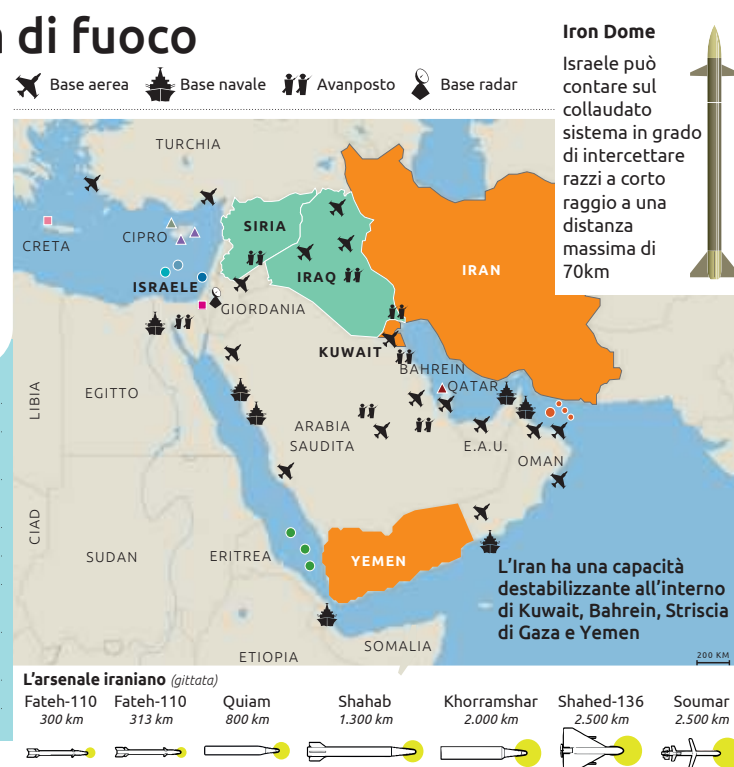 di fuoco
Base aerea
Base navale
Avanposto
Base radar
Iron Dome
Israele può
contare sul
collaudato
sistema in grado
di intercettare
razzi a corto
raggio a una
distanza
massima di
70km
TURCHIA
CRETA
CIPRO
SIRIA
IRAQ
IRAN
ISRAELE
GIORDANIA
KUWAIT
BAHREIN
QATAR
LIBIA
EGITTO
ARABIA
SAUDITA
E.A.U.
OMAN
CIAD
SUDAN
ERITREA
YEMEN
ETIOPIA
SOMALIA
L'Iran ha una capacità
destabilizzante all'interno
di Kuwait, Bahrein, Striscia
di Gaza e Yemen
200 KM
L'arsenale iraniano (gittata)
Fateh-110
300 km
Fateh-110
313 km
Quiam
800 km
Shahab
1.300 km
Khorramshar
2.000 km
Shahed-136
2.500 km
Soumar
2.500 km